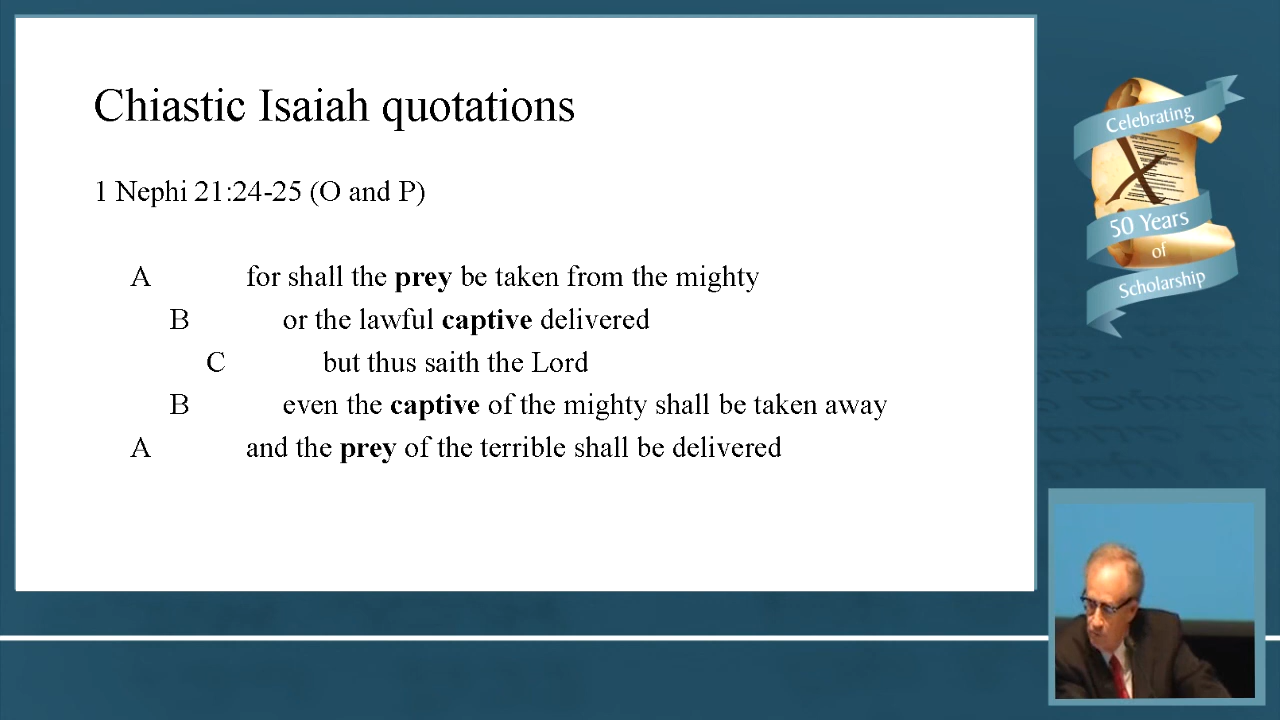 Chiastic Isaiah quotations
1 Nephi 21:24-25 (O and P)
A for shall the prey be taken from the mighty
B or the lawful captive delivered
C but thus saith the Lord
B even the captive of the mighty shall be taken away
A and the prey of the terrible shall be delivered
Celebrating
X
50 Years
of
Scholarship